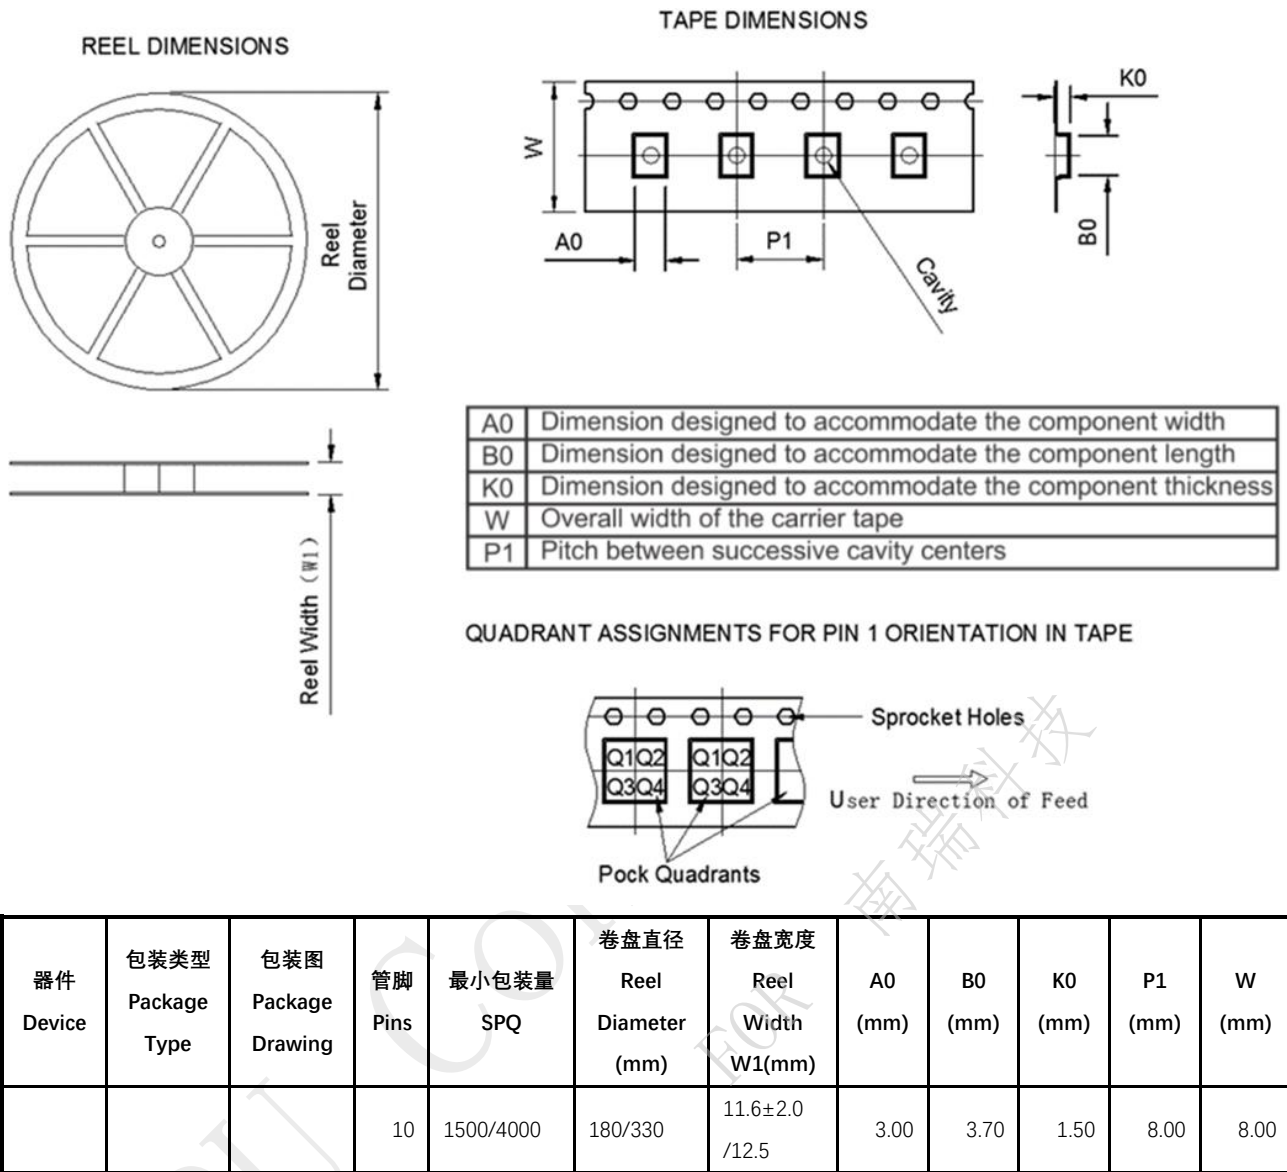 REEL DIMENSIONS
TAPE DIMENSIONS
Reel
Diameter
W
A0
P1
Cavity
K0
B0
Reel Width (W1)
A0 Dimension designed to accommodate the component width
B0 Dimension designed to accommodate the component length
K0 Dimension designed to accommodate the component thickness
W Overall width of the carrier tape
P1 Pitch between successive cavity centers
QUADRANT ASSIGNMENTS FOR PIN 1 ORIENTATION IN TAPE
Sprocket Holes
Q1 Q2 Q1 Q2
Q3 Q4 Q3 Q4
User Direction of Feed
Pock Quadrants
南瑞科技
FOR
器件
Device
包装类型
Package
Type
包装图
Package
Drawing
管脚
Pins
最小包装量
SPQ
卷盘直径
Reel
Diameter
(mm)
卷盘宽度
Reel
Width
W1(mm)
A0
(mm)
B0
(mm)
K0
(mm)
P1
(mm)
W
(mm)
10
1500/4000
180/330
11.6±2.0
/12.5
3.00
3.70
1.50
8.00
8.00